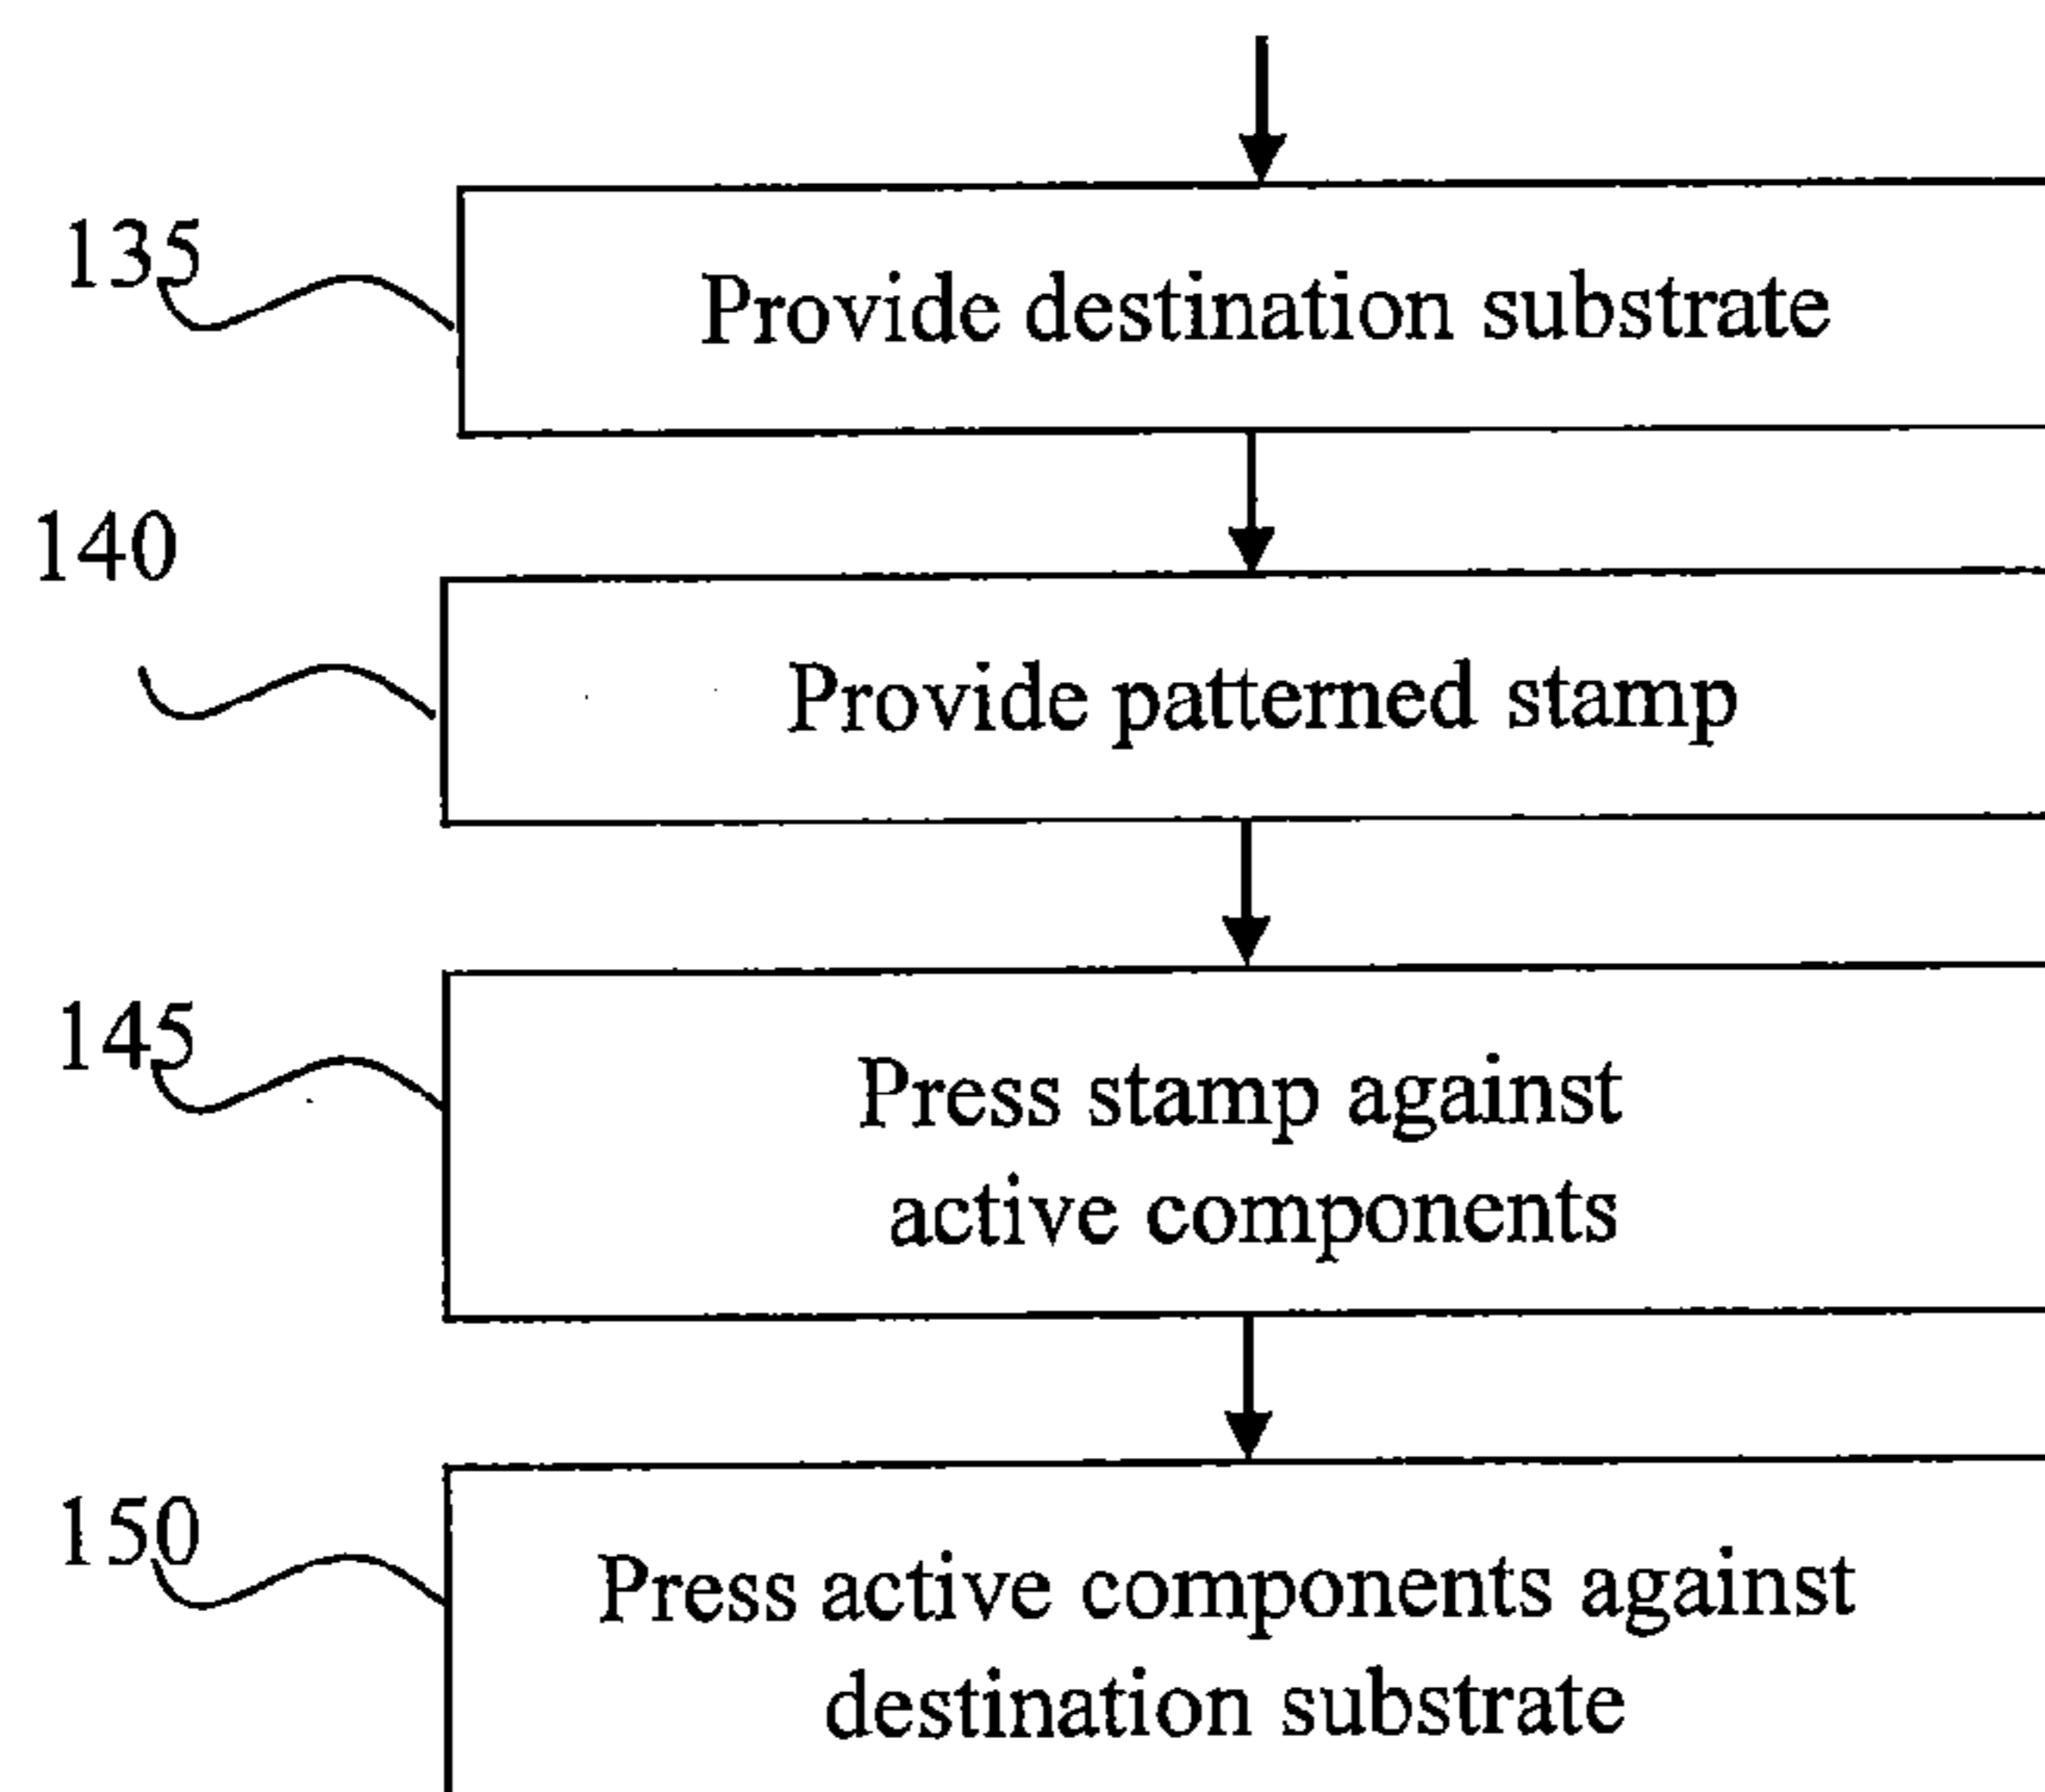 135
Provide destination substrate
140
Provide patterned stamp
145
Press stamp against
active components
150
Press active components against
destination substrate